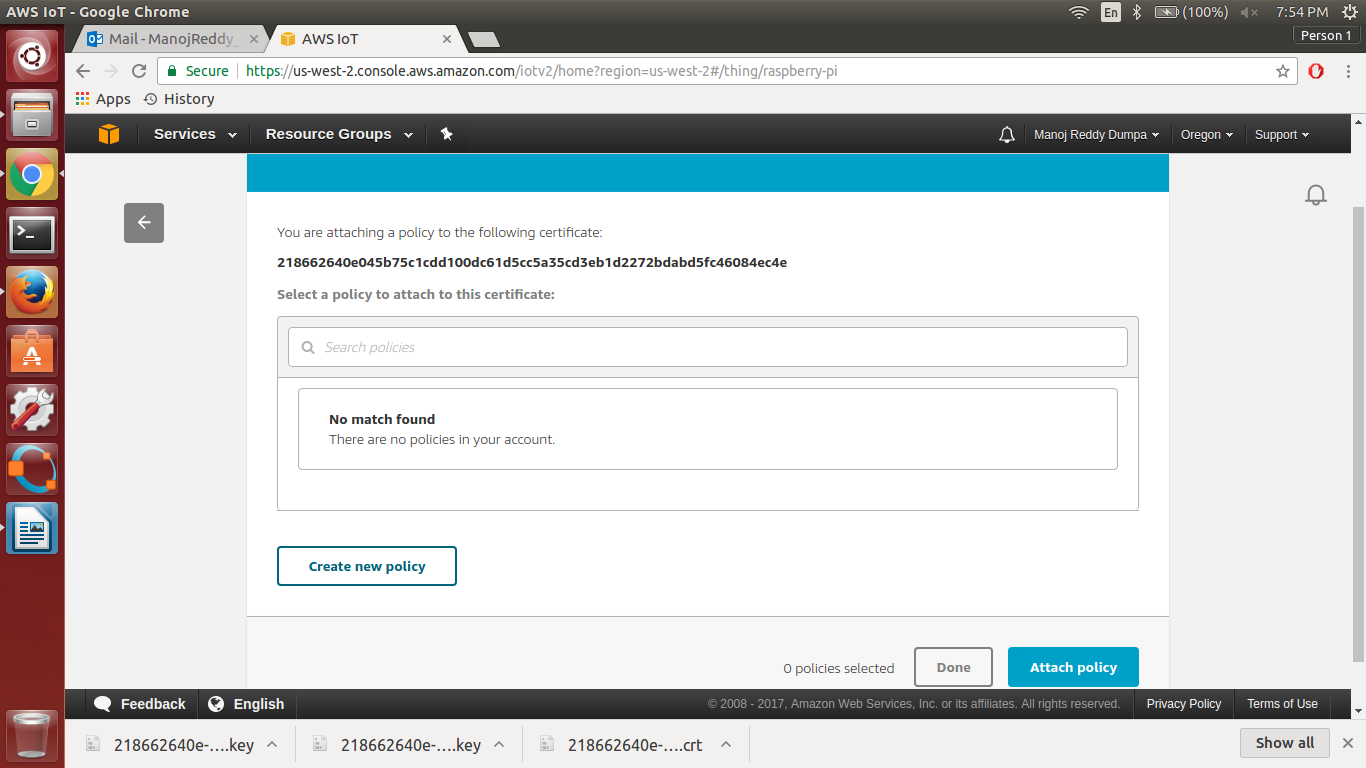 AWS IoT - Google Chrome
En
(100%)
7:54 PM
Mail - ManojReddy_
AWS IoT
Person 1
Secure
https://us-west-2.console.aws.amazon.com/iotv2/home?region=us-west-2#/thing/raspberry-pi
Apps
History
Services
Resource Groups
Manoj Reddy Dumpa
Oregon
Support
You are attaching a policy to the following certificate:
218662640e045b75c1cdd100dc61d5cc5a35cd3eb1d2272bdabd5fc46084ec4e
Select a policy to attach to this certificate:
Search policies
No match found
There are no policies in your account.
Create new policy
0 policies selected
Done
Attach policy
Feedback
English
© 2008 - 2017, Amazon Web Services, Inc. or its affiliates. All rights reserved.
Privacy Policy
Terms of Use
218662640e-....key
218662640e-....key
218662640e-....crt
Show all